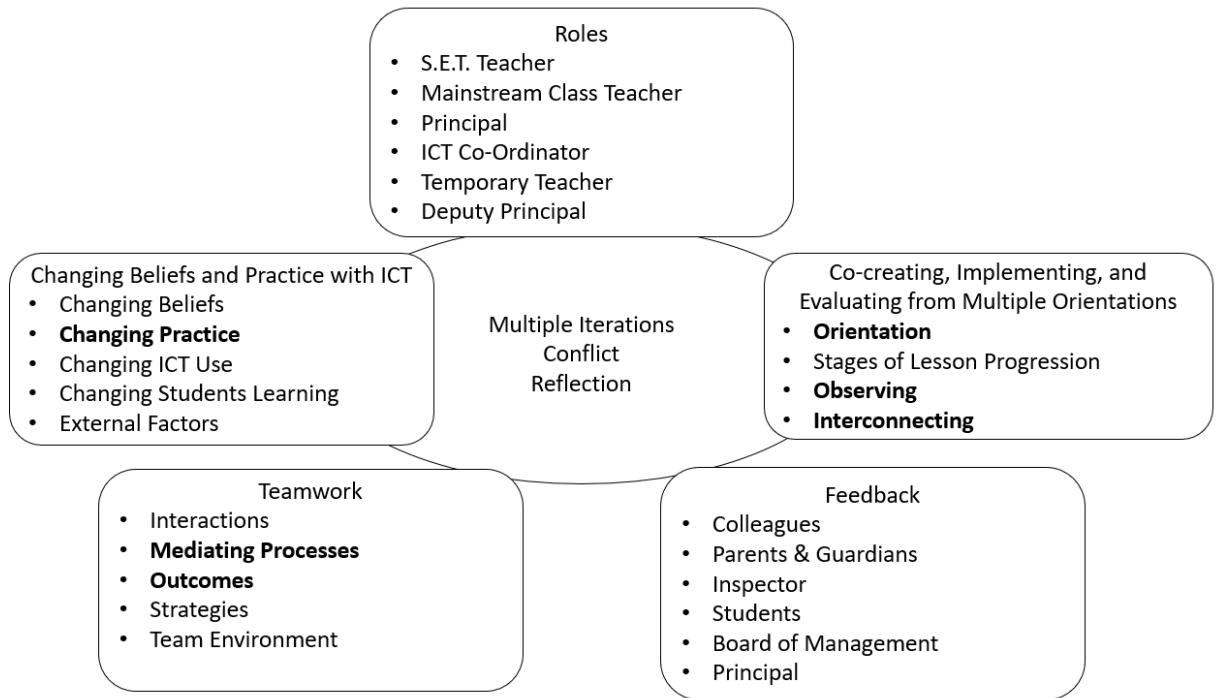 Roles
• S.E.T. Teacher
• Mainstream Class Teacher
• Principal
• ICT Co-Ordinator
• Temporary Teacher
• Deputy Principal
Changing Beliefs and Practice with ICT
• Changing Beliefs
• Changing Practice
• Changing ICT Use
• Changing Students Learning
• External Factors
Multiple Iterations
Conflict
Reflection
Co-creating, Implementing, and
Evaluating from Multiple Orientations
• Orientation
• Stages of Lesson Progression
• Observing
• Interconnecting
Teamwork
• Interactions
• Mediating Processes
• Outcomes
• Strategies
• Team Environment
Feedback
• Colleagues
• Parents & Guardians
• Inspector
• Students
• Board of Management
• Principal